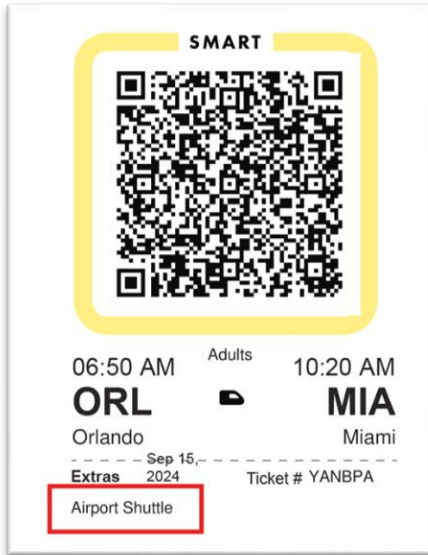 SMART
Adults
06:50 AM 10:20 AM
ORL MIA
Orlando Miami
Sep 15,
Extras 2024 Ticket # YANBPA
Airport Shuttle